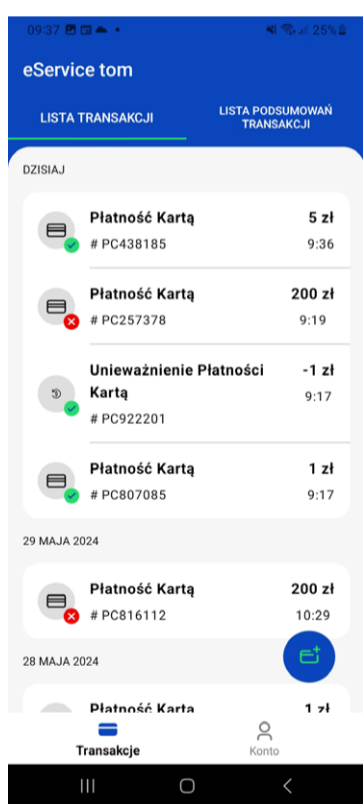 09:37 25%
eService tom
LISTA TRANSAKCJI
LISTA PODSUMOWAŃ
TRANSAKCJI
DZISIAJ
Płatność Kartą 5 zł
# PC438185 9:36
Płatność Kartą 200 zł
# PC257378 9:19
Unieważnienie Płatności -1 zł
Kartą 9:17
# PC922201
Płatność Kartą 1 zł
# PC807085 9:17
29 MAJA 2024
Płatność Kartą 200 zł
# PC816112 10:29
28 MAJA 2024
Płatność Kartą 1 zł
Transakcje
Konto